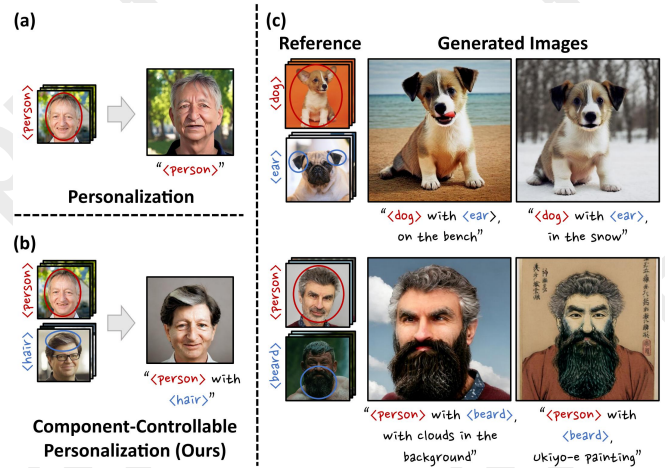 (a)
<person>
"<person>"
Personalization
(b)
<person>
<hair>
"<person> with
<hair>"
Component-Controllable
Personalization (Ours)
(c)
Reference
Generated Images
<dog>
<ear>
"<dog> with <ear>,
on the bench"
"<dog> with <ear>,
in the snow"
<person>
<beard>
"<person> with <beard>,
with clouds in the
background"
"<person> with
<beard>,
ukiyo-e painting"